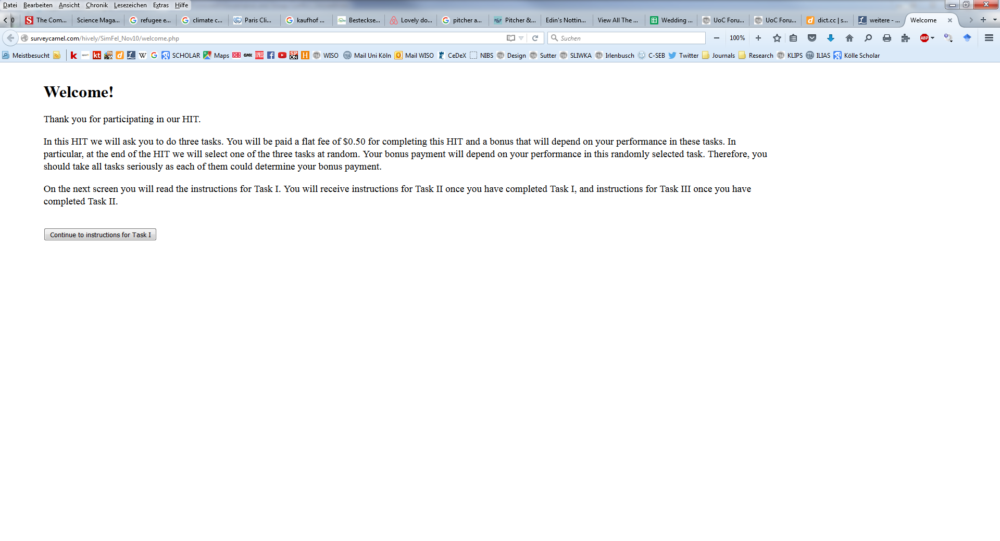 Datei Bearbeiten Ansicht Chronik Lesezeichen Extras Hilfe
0 The Com... Science Maga... refugee e... climate c... Paris Cli... kaufhof ... Besteckse... Lovely do... pitcher a... Pitcher &... Edin's Nottin... View All The ... Wedding ... UoC Foru... UoC Foru... dict.cc | s... weitere - ... Welcome
surveycamel.com/hively/SimFel_Nov10/welcome.php Suchen 100% ABP
Meistbesucht k kt d W G SCHOLAR Maps DB GMX f SPON H WISO Mail Uni Köln Mail WISO CeDeX NIBS Design Sutter SLIWKA Irlenbusch C-SEB Twitter Journals Research KLIPS ILIAS Kölle Scholar
Welcome!
Thank you for participating in our HIT.
In this HIT we will ask you to do three tasks. You will be paid a flat fee of $0.50 for completing this HIT and a bonus that will depend on your performance in these tasks. In
particular, at the end of the HIT we will select one of the three tasks at random. Your bonus payment will depend on your performance in this randomly selected task. Therefore, you
should take all tasks seriously as each of them could determine your bonus payment.
On the next screen you will read the instructions for Task I. You will receive instructions for Task II once you have completed Task I, and instructions for Task III once you have
completed Task II.
Continue to instructions for Task I